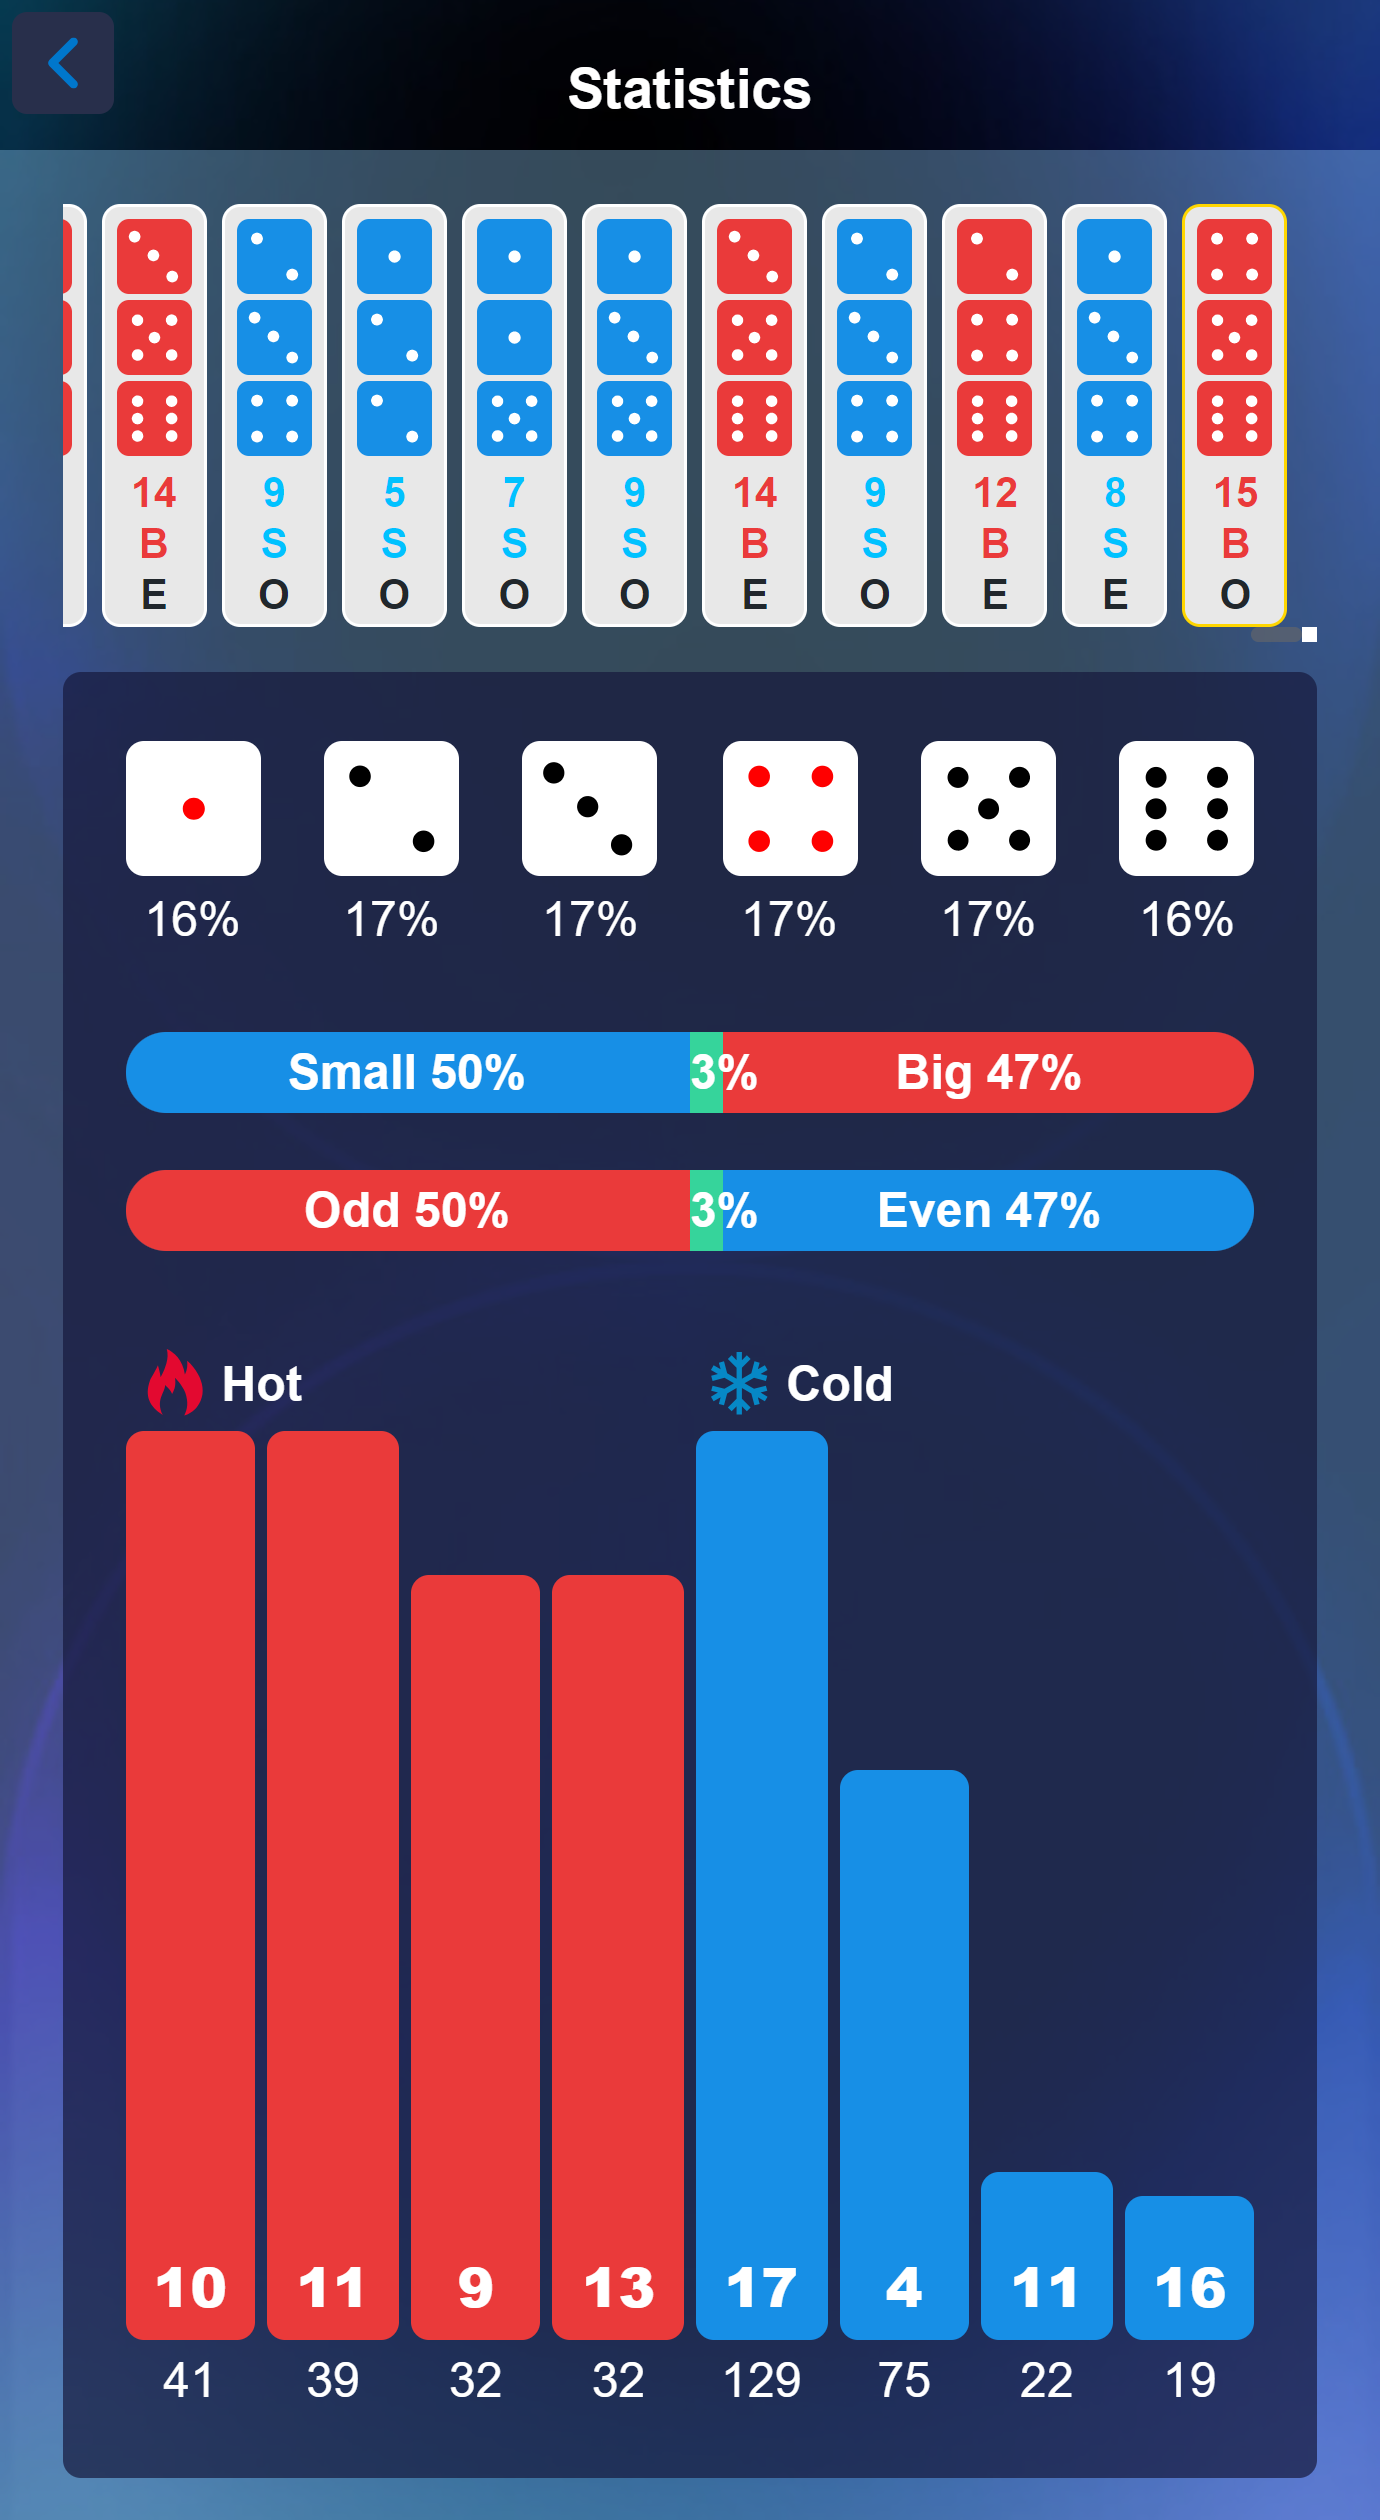 Statistics
14 9 5 7 9 14 9 12 8 15
B S S S S B S B S B
E O O O O E O E E O
16% 17% 17% 17% 17% 16%
Small 50% 3% Big 47%
Odd 50% 3% Even 47%
Hot Cold
10 11 9 13 17 4 11 16
41 39 32 32 129 75 22 19